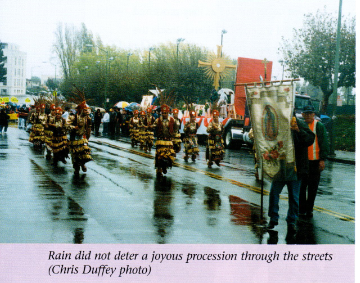 Rain did not deter a joyous procession through the streets
(Chris Duffey photo)